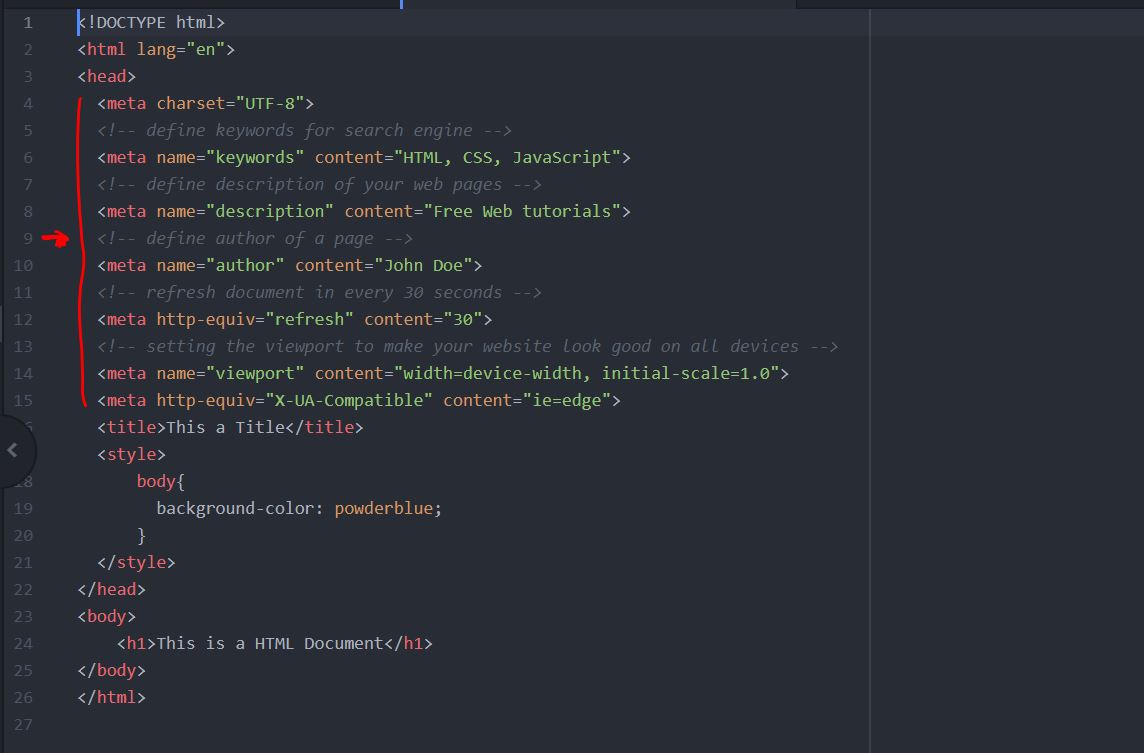 1 <!DOCTYPE html>
2 <html lang="en">
3 <head>
4 <meta charset="UTF-8">
5 <!-- define keywords for search engine -->
6 <meta name="keywords" content="HTML, CSS, JavaScript">
7 <!-- define description of your web pages -->
8 <meta name="description" content="Free Web tutorials">
9 <!-- define author of a page -->
10 <meta name="author" content="John Doe">
11 <!-- refresh document in every 30 seconds -->
12 <meta http-equiv="refresh" content="30">
13 <!-- setting the viewport to make your website look good on all devices -->
14 <meta name="viewport" content="width=device-width, initial-scale=1.0">
15 <meta http-equiv="X-UA-Compatible" content="ie=edge">
<title>This a Title</title>
<style>
18 body{
19 background-color: powderblue;
20 }
21 </style>
22 </head>
23 <body>
24 <h1>This is a HTML Document</h1>
25 </body>
26 </html>
27